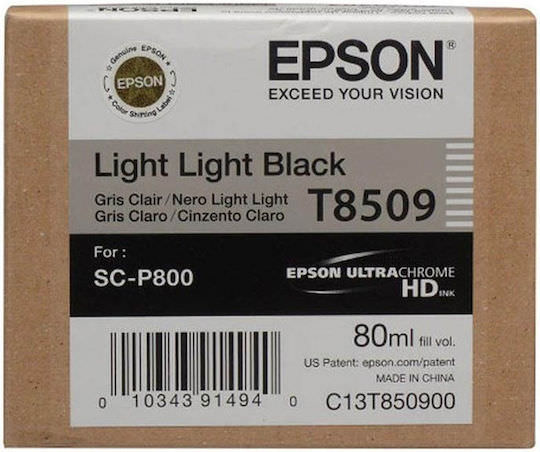 Genuine EPSON
EPSON
Color Shifting Label
EPSON®
EXCEED YOUR VISION
Light Light Black
Gris Clair/Nero Light Light
Gris Claro/Cinzento Claro
T8509
For :
SC-P800
EPSON ULTRACHROME
HD INK
80ml fill vol.
US Patent: epson.com/patent
MADE IN CHINA
0 10343 91494 0
C13T850900